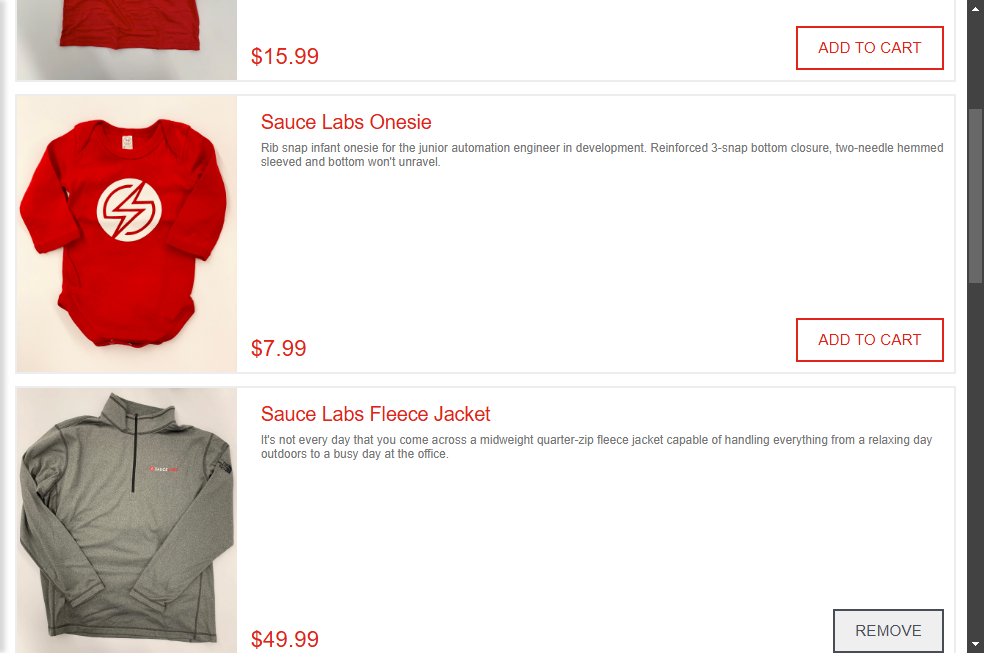 $15.99
ADD TO CART
Sauce Labs Onesie
Rib snap infant onesie for the junior automation engineer in development. Reinforced 3-snap bottom closure, two-needle hemmed
sleeved and bottom won't unravel.
$7.99
ADD TO CART
Sauce Labs Fleece Jacket
It's not every day that you come across a midweight quarter-zip fleece jacket capable of handling everything from a relaxing day
outdoors to a busy day at the office.
$49.99
REMOVE